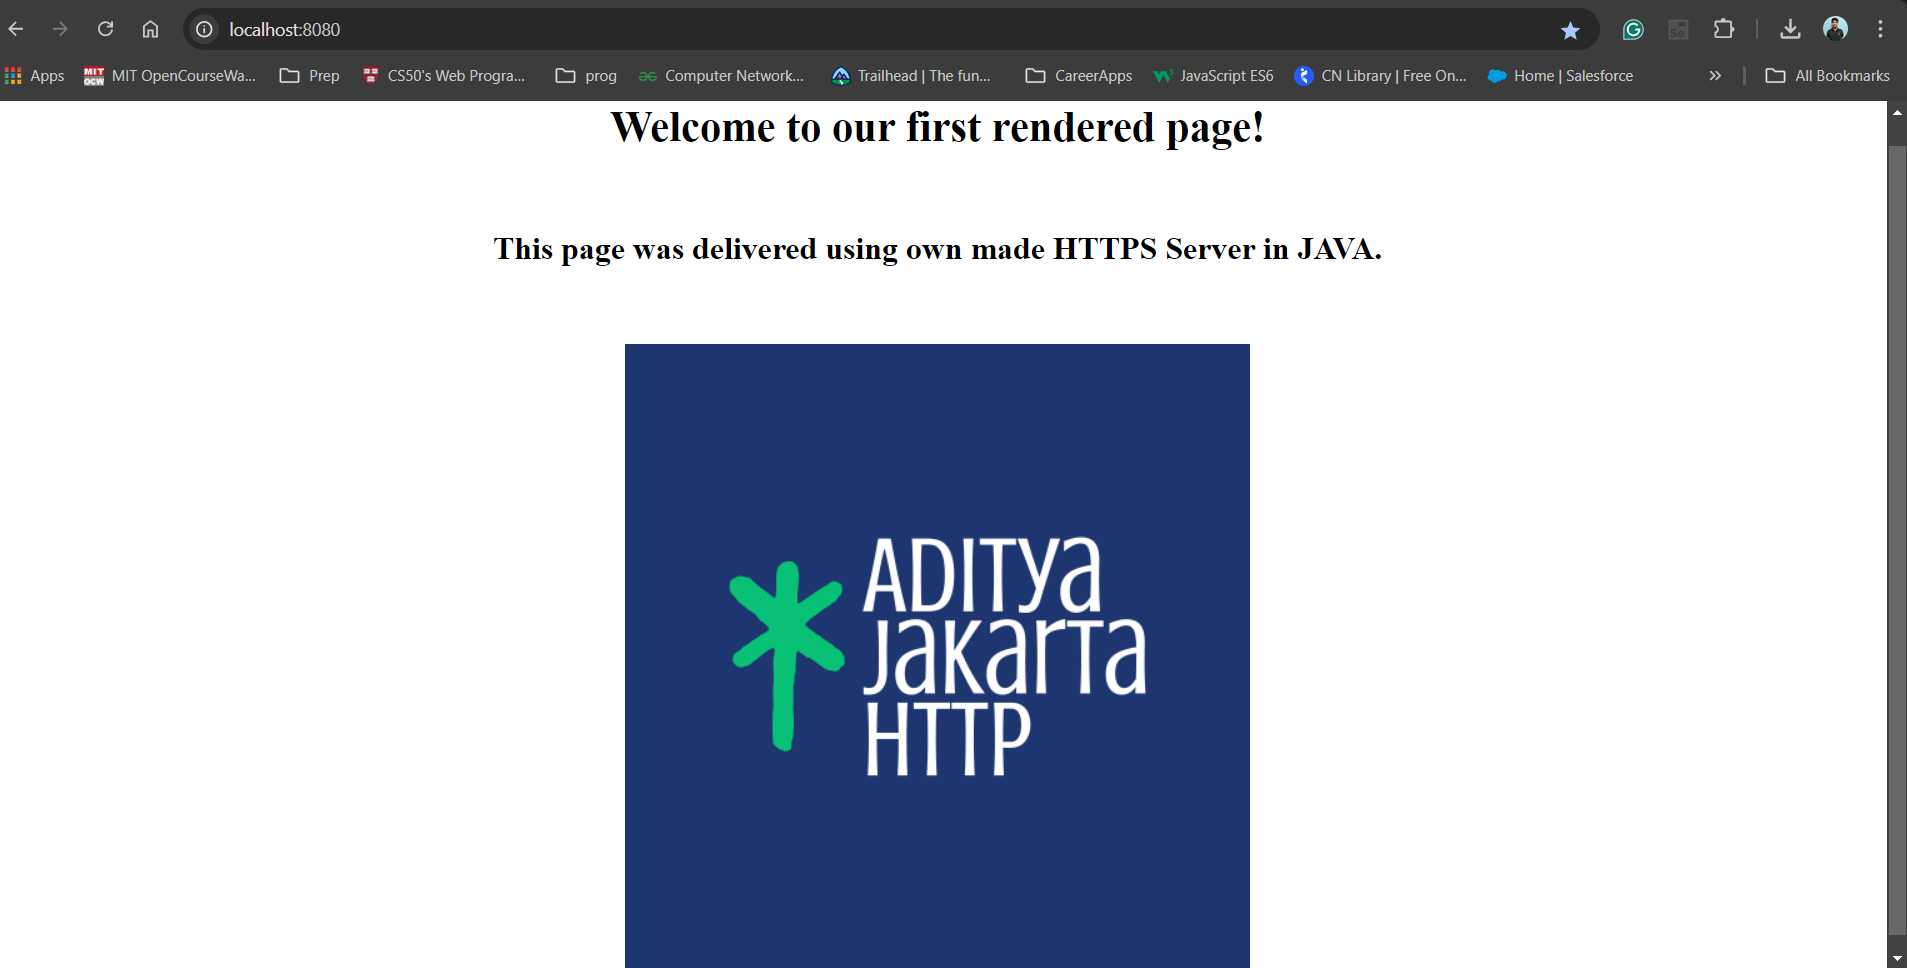 localhost:8080
Apps MIT OpenCourseWa... Prep CS50's Web Progra... prog Computer Network... Trailhead | The fun... CareerApps JavaScript ES6 CN Library | Free On... Home | Salesforce » All Bookmarks
Welcome to our first rendered page!
This page was delivered using own made HTTPS Server in JAVA.
ADITYa
JaKarTa
HTTP